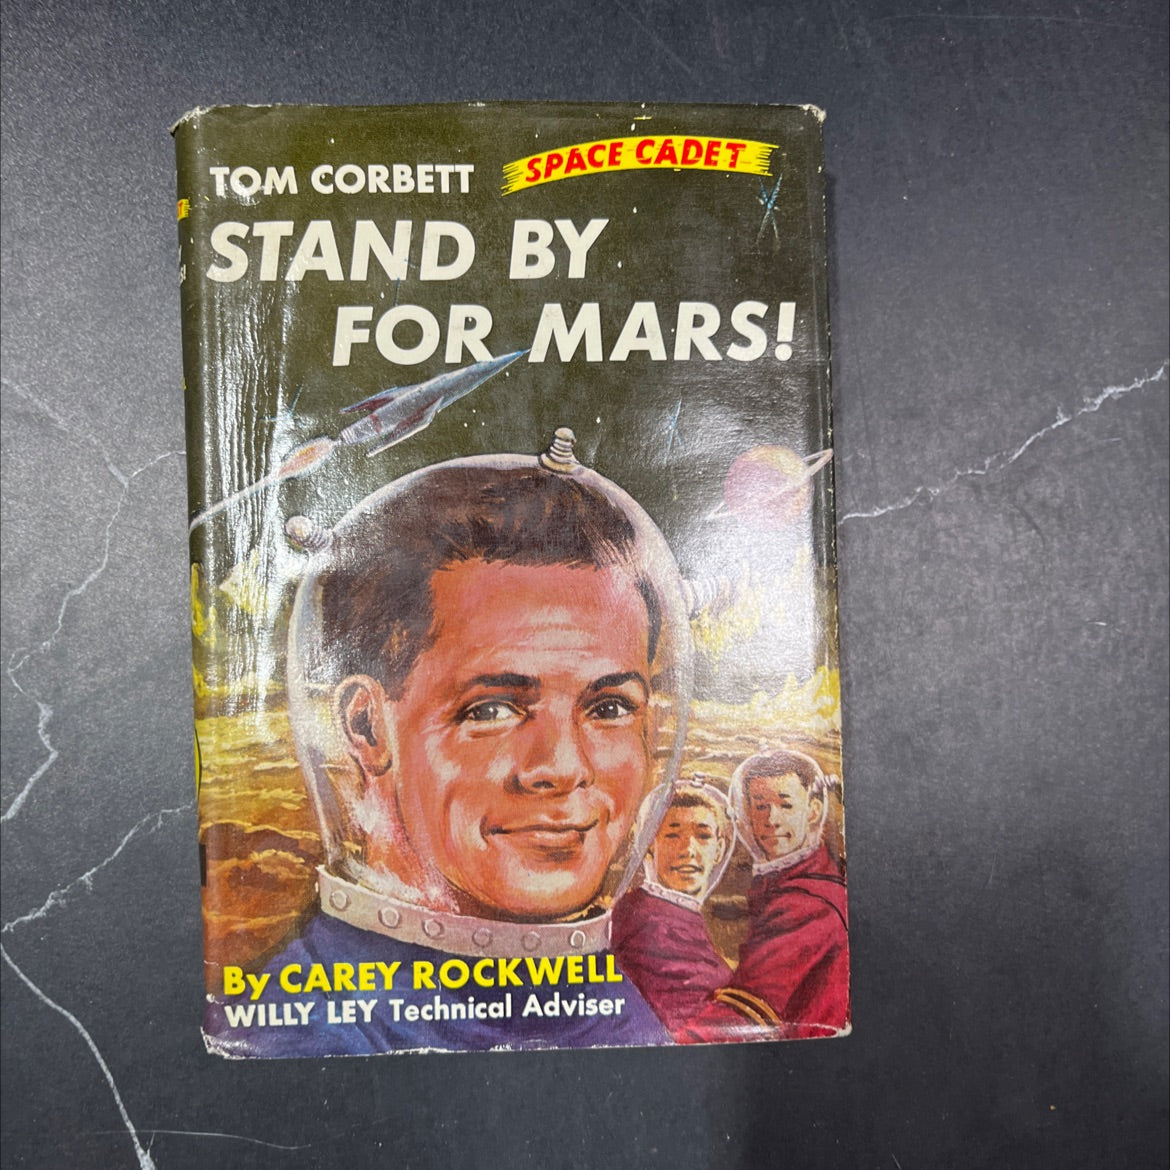 TOM CORBETT
SPACE CADET
STAND BY
FOR MARS!
By CAREY ROCKWELL
WILLY LEY Technical Adviser